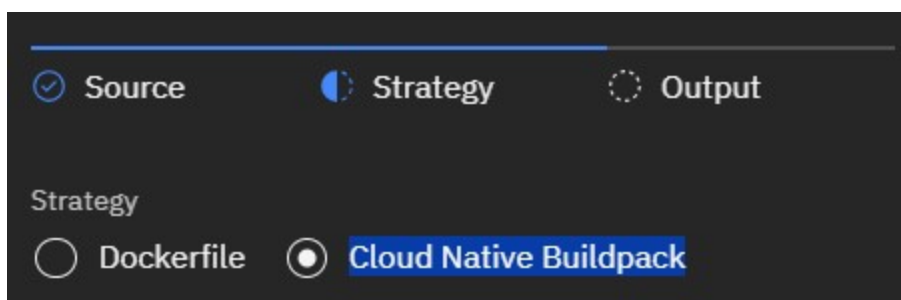 Source Strategy Output
Strategy
Dockerfile Cloud Native Buildpack